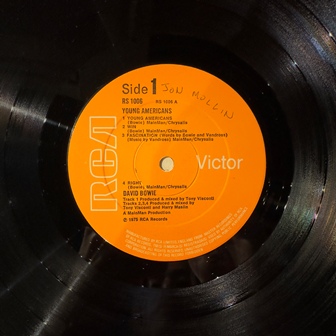 Side 1 JON MULLIN
RS 1006 RS 1006 A
YOUNG AMERICANS
1 YOUNG AMERICANS
(Bowie) MainMan/Chrysalis
2 WIN
(Bowie) MainMan/Chrysalis
3 FASCINATION (Words by Bowie and Vandross)
(Music by Vandross) MainMan/Chrysalis
RCA Victor
4 RIGHT
(Bowie) MainMan/Chrysalis
DAVID BOWIE
Track 1 Produced & mixed by Tony Visconti
Tracks 2,3,4 Produced & mixed by
Tony Visconti and Harry Maslin
A MainMan Production
℗ 1975 RCA Records